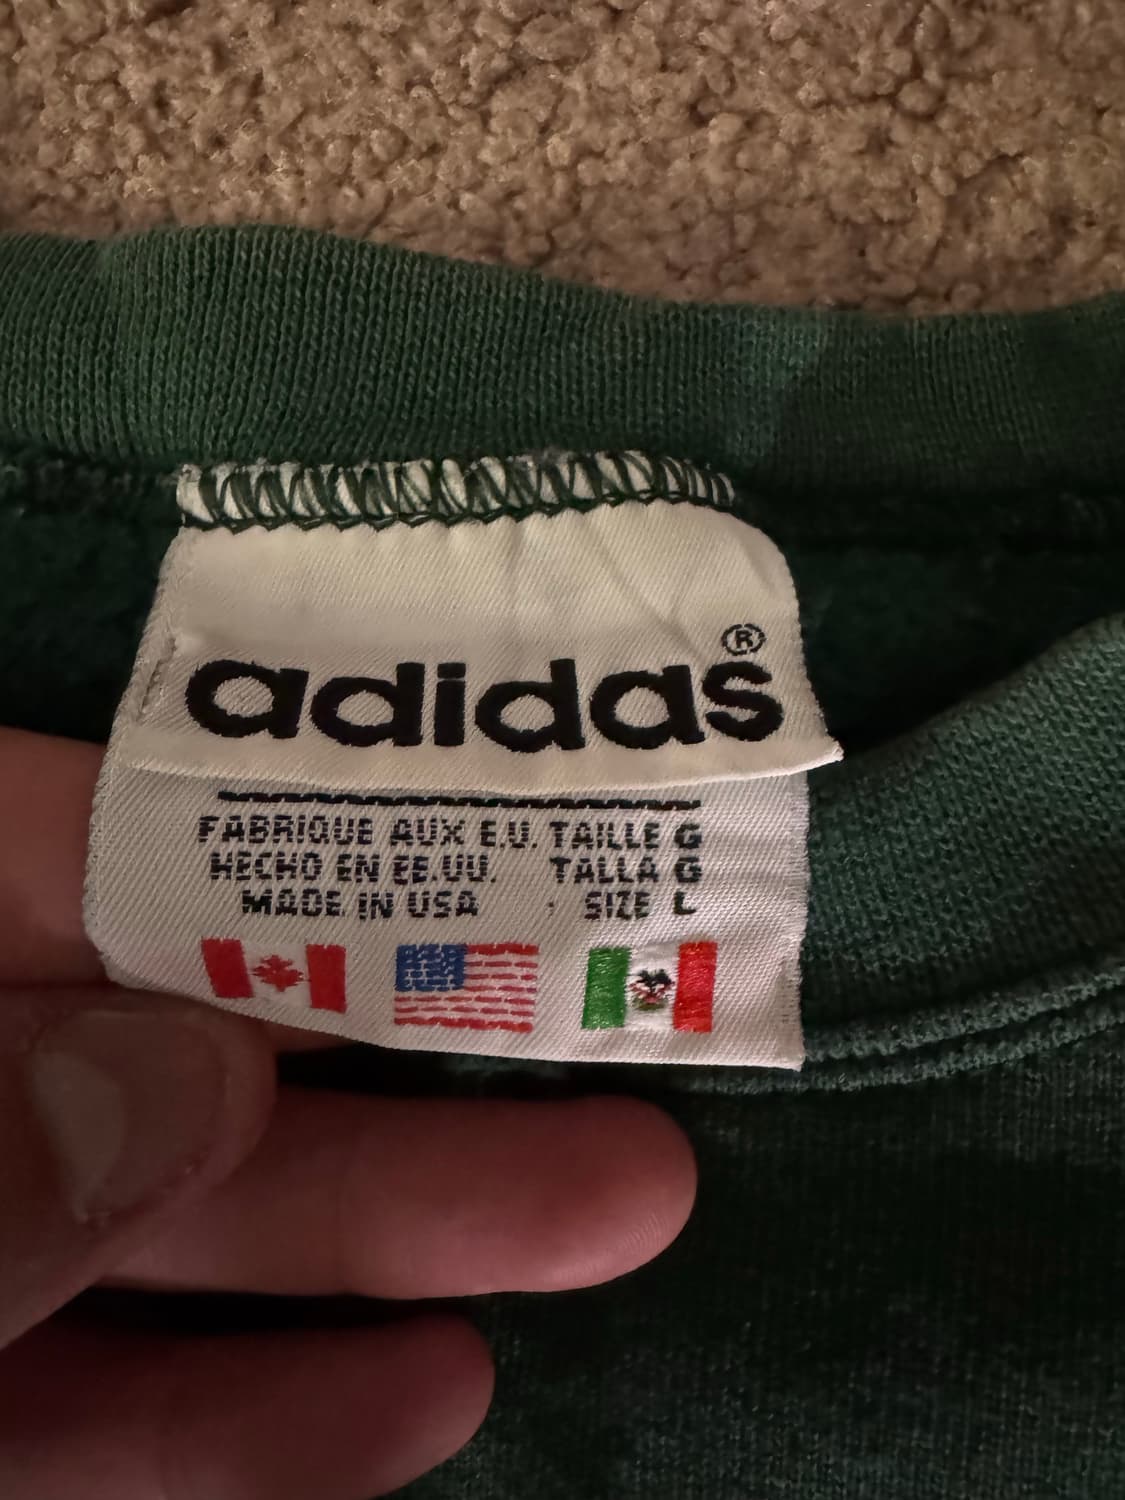 adidas®
FABRIQUE AUX E.U. TAILLE G
HECHO EN EE.UU. TALLA G
MADE IN USA SIZE L